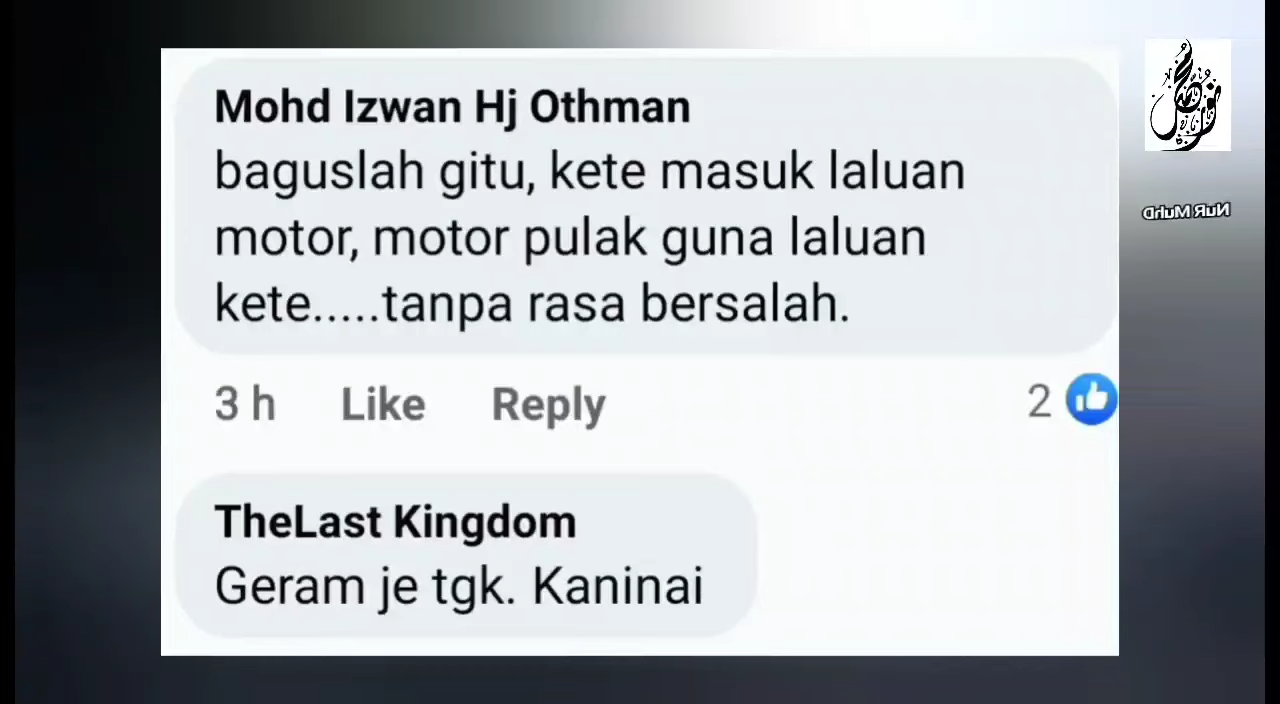 Mohd Izwan Hj Othman
baguslah gitu, kete masuk laluan
motor, motor pulak guna laluan
kete.....tanpa rasa bersalah.
3 h Like Reply 2
TheLast Kingdom
Geram je tgk. Kaninai
NuR MuhD